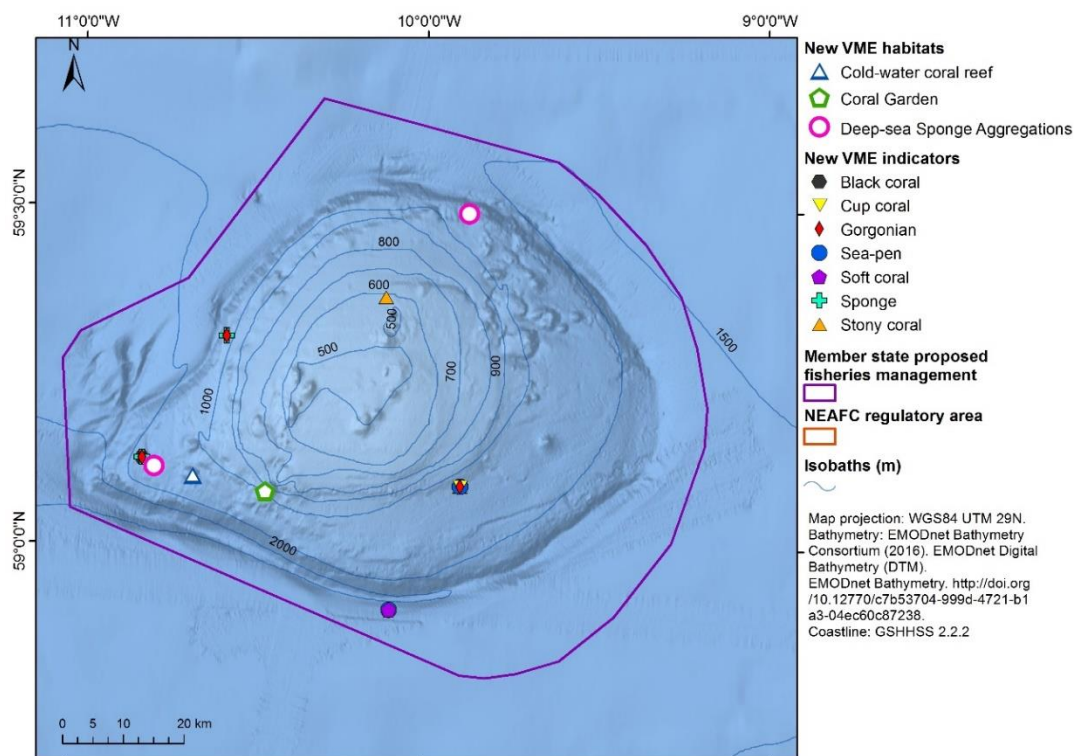 11°0'0"W
10°0'0"W
9°0'0"W
N
59°30'N
59°0'0"N
800
600
500
500
700
900
1000
1500
2000
0 5 10 20 km
New VME habitats
Cold-water coral reef
Coral Garden
Deep-sea Sponge Aggregations
New VME indicators
Black coral
Cup coral
Gorgonian
Sea-pen
Soft coral
Sponge
Stony coral
Member state proposed
fisheries management
NEAFC regulatory area
Isobaths (m)
Map projection: WGS84 UTM 29N.
Bathymetry: EMODnet Bathymetry
Consortium (2016). EMODnet Digital
Bathymetry (DTM).
EMODnet Bathymetry. http://doi.org
/10.12770/c7b53704-999d-4721-b1
a3-04ec60c87238.
Coastline: GSHHSS 2.2.2